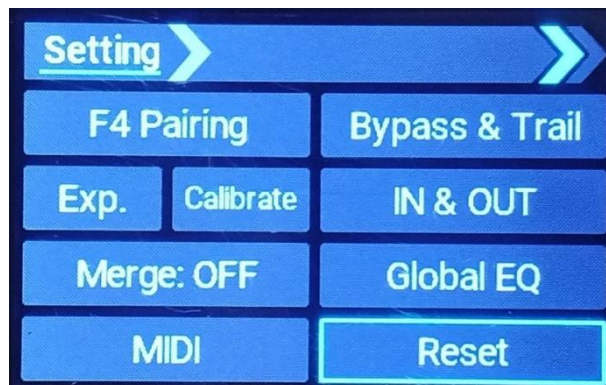 Setting
F4 Pairing
Bypass & Trail
Exp.
Calibrate
IN & OUT
Merge: OFF
Global EQ
MIDI
Reset